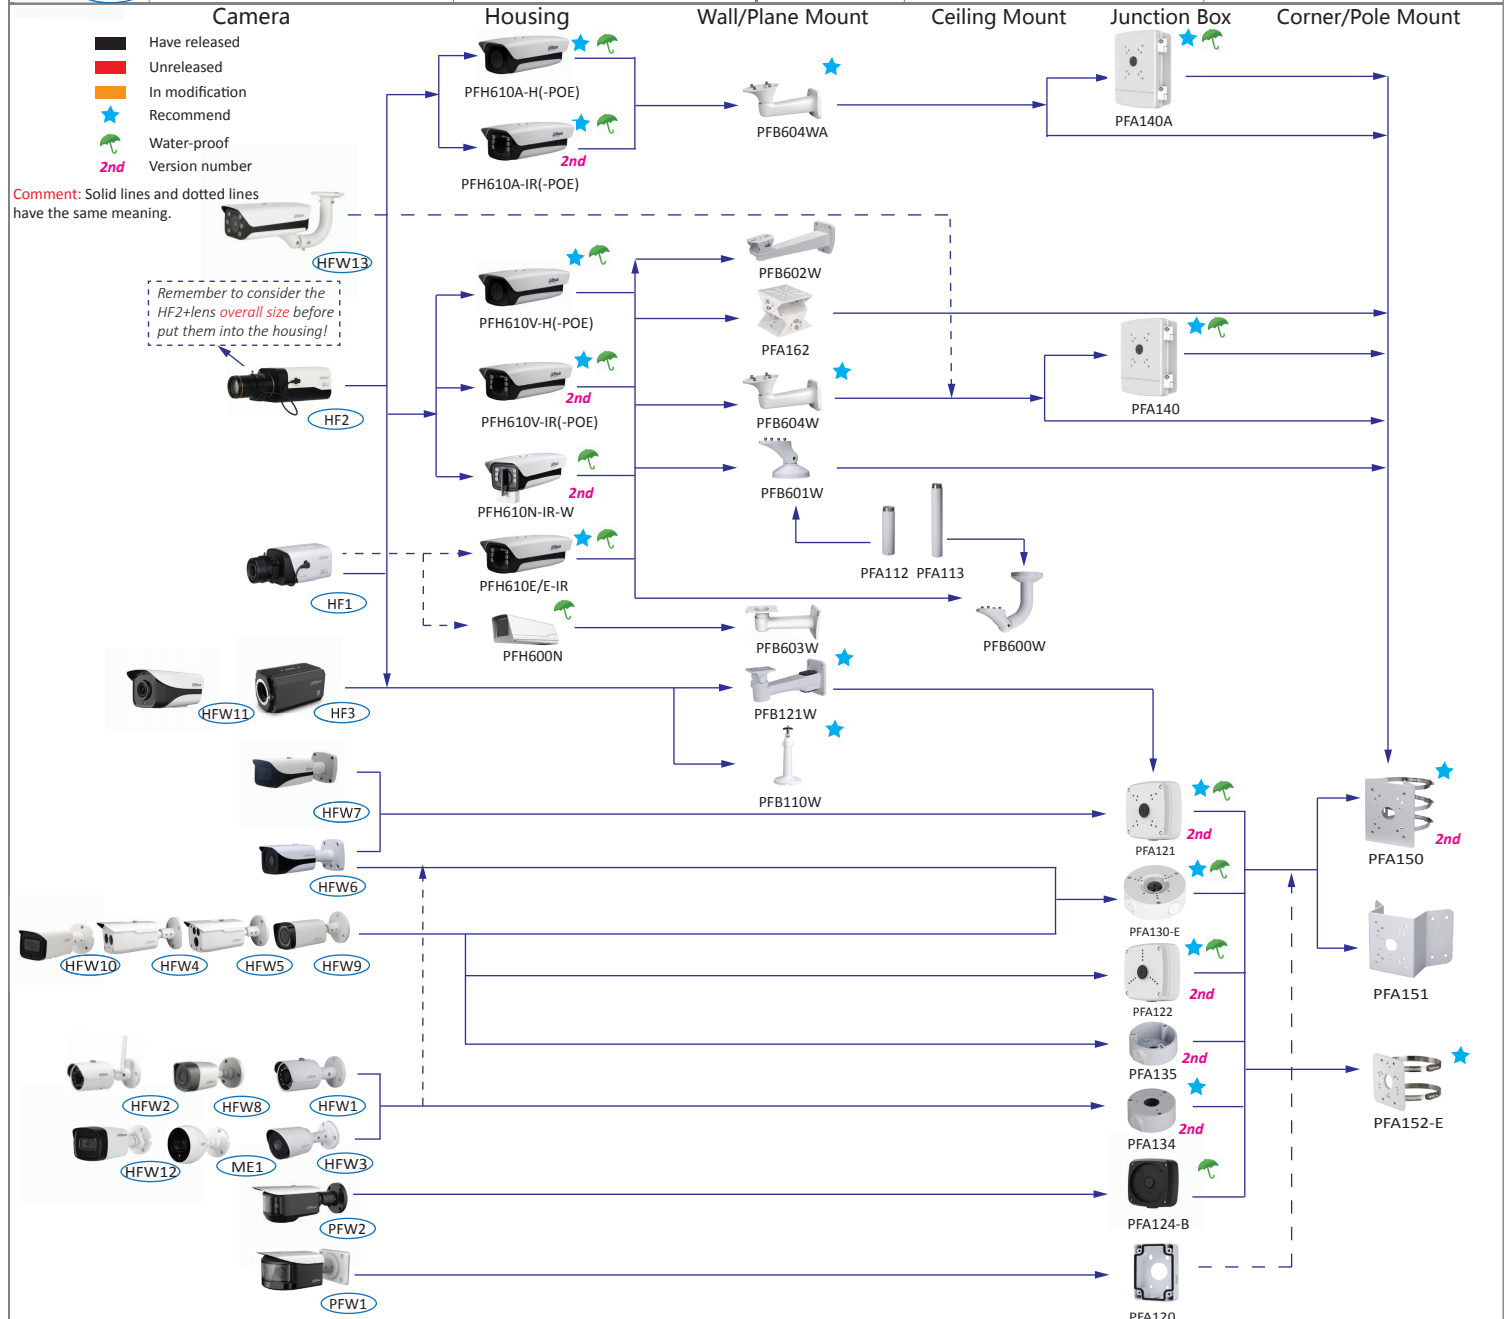 Camera
Housing
Wall/Plane Mount
Ceiling Mount
Junction Box
Corner/Pole Mount
Have released
Unreleased
In modification
Recommend
Water-proof
2nd Version number
Comment: Solid lines and dotted lines
have the same meaning.
PFH610A-H(-POE)
2nd
PFH610A-IR(-POE)
PFB604WA
PFA140A
HFW13
Remember to consider the
HF2+lens overall size before
put them into the housing!
HF2
PFH610V-H(-POE)
2nd
PFH610V-IR(-POE)
2nd
PFH610N-IR-W
PFB602W
PFA162
PFB604W
PFB601W
PFA140
HF1
PFH610E/E-IR
PFH600N
PFA112
PFA113
PFB600W
PFB603W
HFW11
HF3
PFB121W
PFB110W
HFW7
HFW6
2nd
PFA121
2nd
PFA150
PFA130-E
HFW10
HFW4
HFW5
HFW9
2nd
PFA122
PFA151
2nd
PFA135
HFW2
HFW8
HFW1
2nd
PFA134
PFA152-E
HFW12
ME1
HFW3
PFW2
PFA124-B
PFW1
PFA120